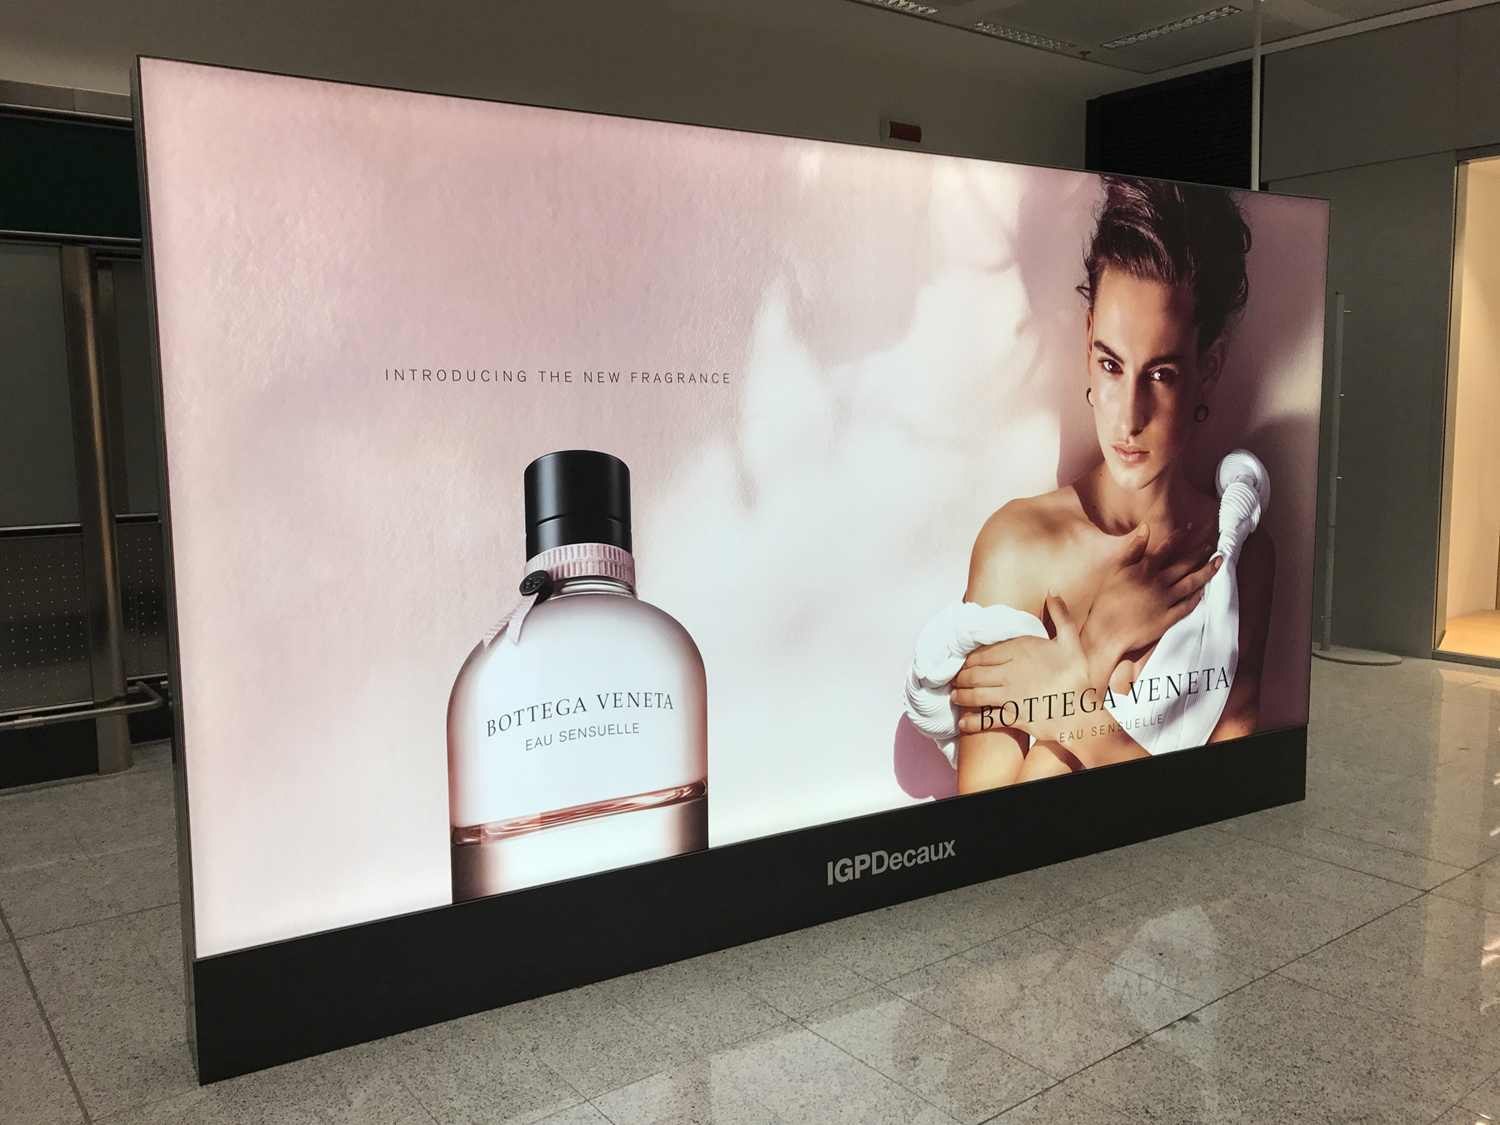 INTRODUCING THE NEW FRAGRANCE
BOTTEGA VENETA
EAU SENSUELLE
BOTTEGA VENETA
EAU SENSUELLE
IGPDecaux